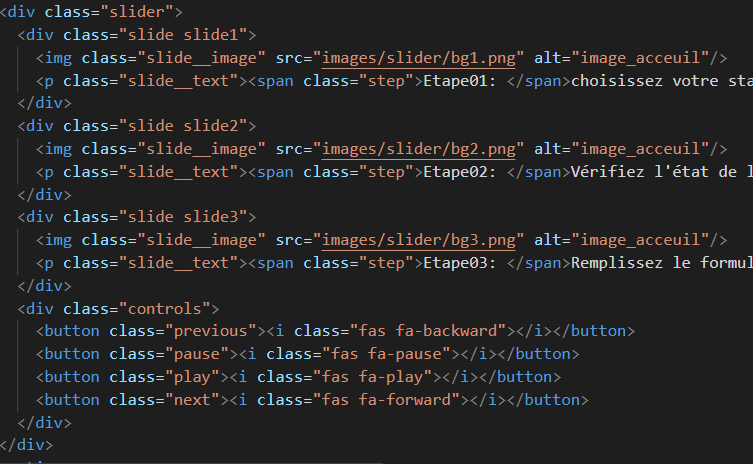 <div class="slider">
<div class="slide slide1">
<img class="slide__image" src="images/slider/bg1.png" alt="image_acceuil"/>
<p class="slide__text"><span class="step">Etape01: </span>choisissez votre sta
</div>
<div class="slide slide2">
<img class="slide__image" src="images/slider/bg2.png" alt="image_acceuil"/>
<p class="slide__text"><span class="step">Etape02: </span>Vérifiez l'état de l
</div>
<div class="slide slide3">
<img class="slide__image" src="images/slider/bg3.png" alt="image_acceuil"/>
<p class="slide__text"><span class="step">Etape03: </span>Remplissez le formul
</div>
<div class="controls">
<button class="previous"><i class="fas fa-backward"></i></button>
<button class="pause"><i class="fas fa-pause"></i></button>
<button class="play"><i class="fas fa-play"></i></button>
<button class="next"><i class="fas fa-forward"></i></button>
</div>
</div>